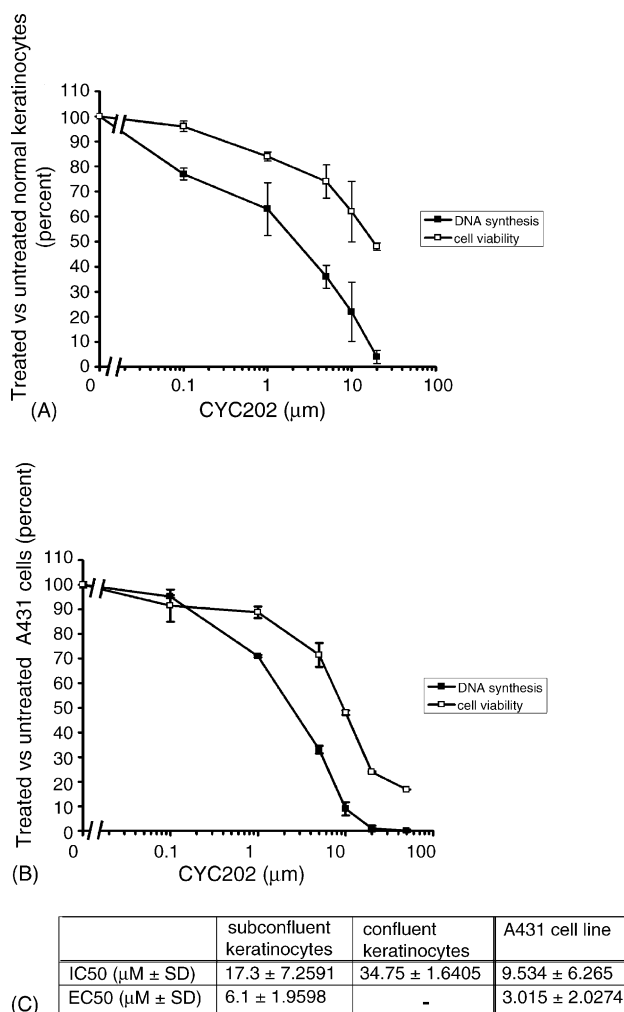 Treated vs untreated normal keratinocytes
(percent)
110
100
90
80
70
60
50
40
30
20
10
0
0
0.1
1
10
100
CYC202 (μm)
DNA synthesis
cell viability
(A)
Treated vs untreated A431 cells (percent)
110
100
90
80
70
60
50
40
30
20
10
0
0
0.1
1
10
100
CYC202 (μm)
DNA synthesis
cell viability
(B)
subconfluent keratinocytes
confluent keratinocytes
A431 cell line
IC50 (μM ± SD) 17.3 ± 7.2591 34.75 ± 1.6405 9.534 ± 6.265
EC50 (μM ± SD) 6.1 ± 1.9598 - 3.015 ± 2.0274
(C)